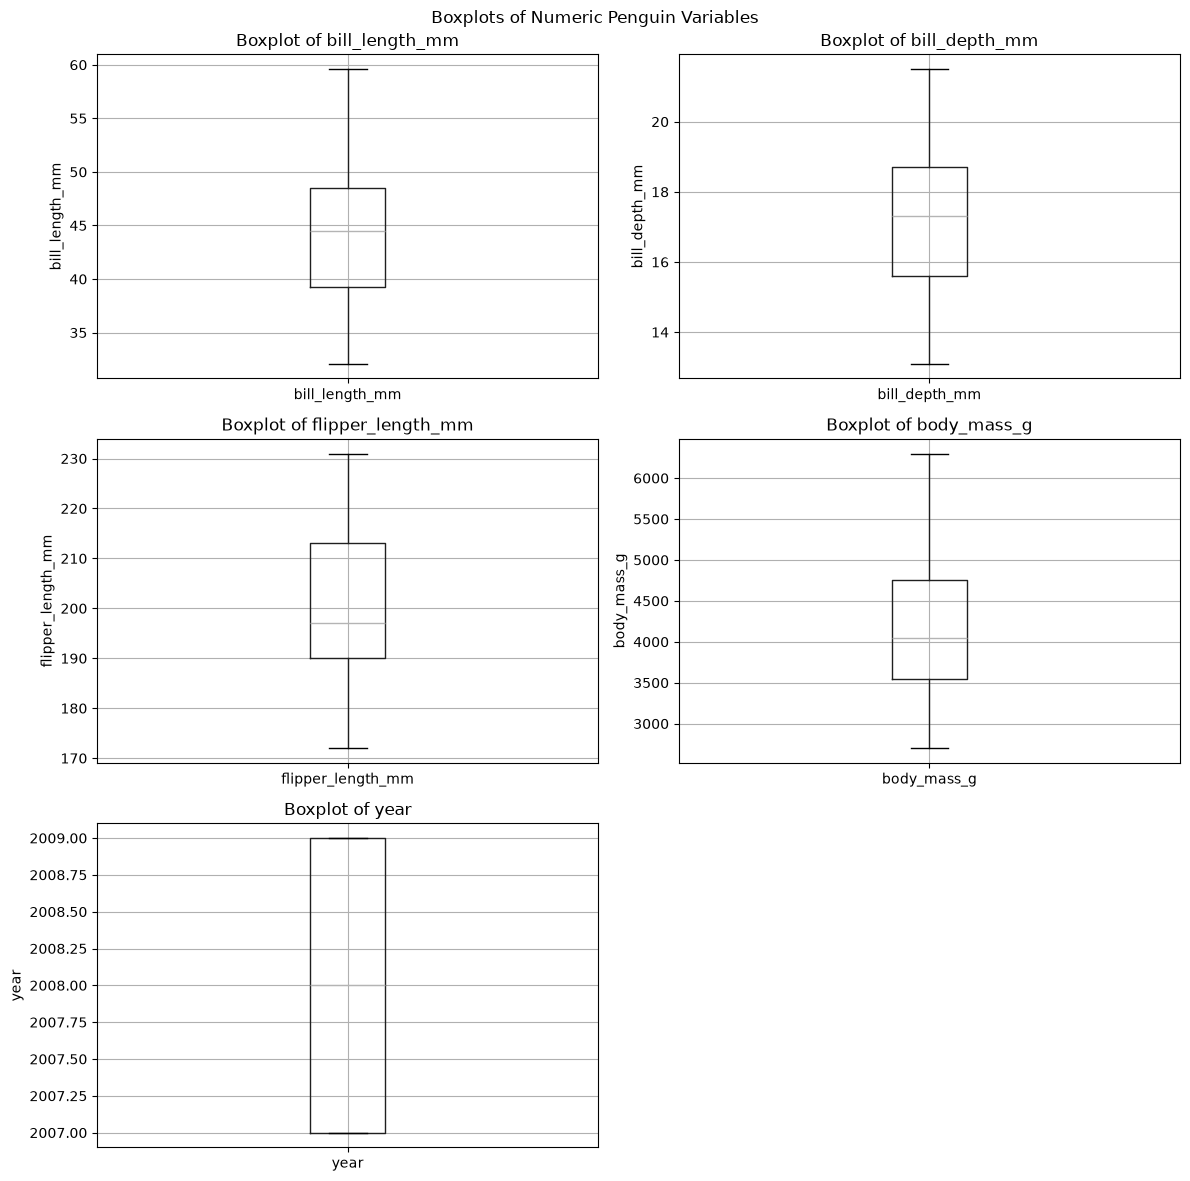 Boxplots of Numeric Penguin Variables
Boxplot of bill_length_mm
60
55
50
45
40
35
bill_length_mm
bill_length_mm
Boxplot of bill_depth_mm
20
18
16
14
bill_depth_mm
bill_depth_mm
Boxplot of flipper_length_mm
230
220
210
200
190
180
170
flipper_length_mm
flipper_length_mm
Boxplot of body_mass_g
6000
5500
5000
4500
4000
3500
3000
body_mass_g
body_mass_g
Boxplot of year
2009.00
2008.75
2008.50
2008.25
2008.00
2007.75
2007.50
2007.25
2007.00
year
year